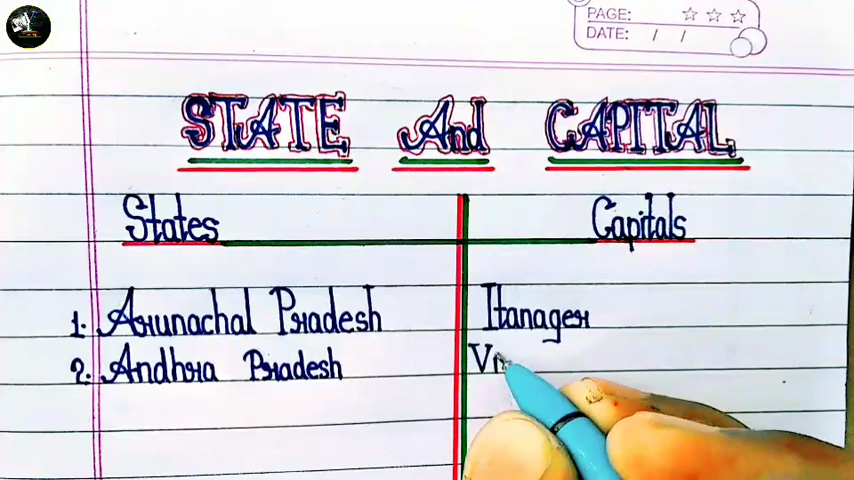 PAGE:
DATE: / /
STATE And CAPITAL
States Capitals
1. Arunachal Pradesh Itanager
2. Andhra Pradesh